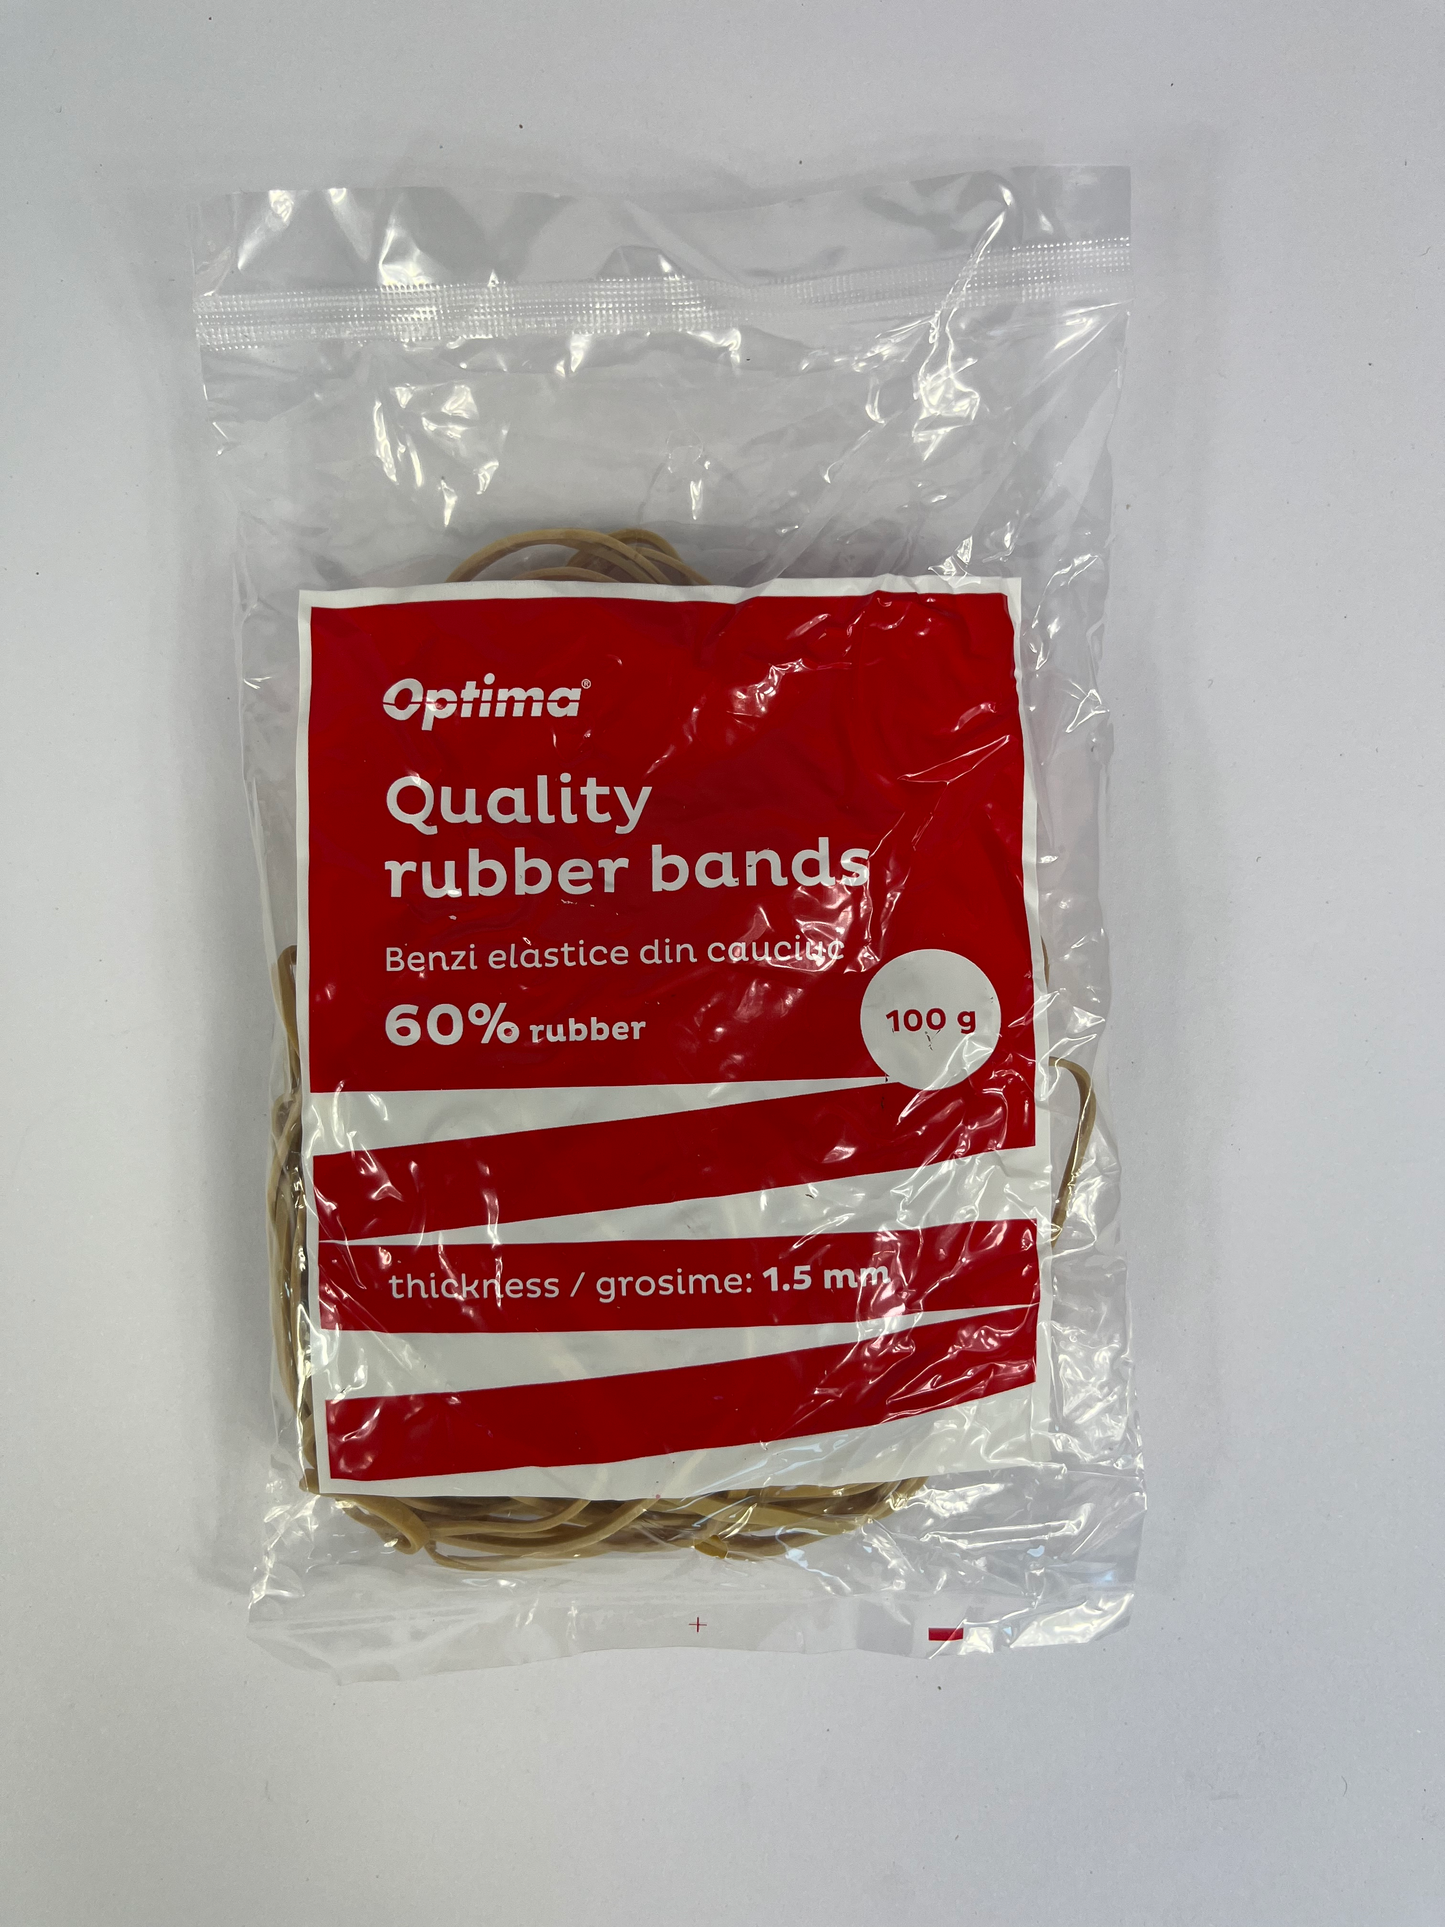 Optima®
Quality
rubber bands
Benzi elastice din cauciuc
60% rubber
100 g
thickness / grosime: 1.5 mm